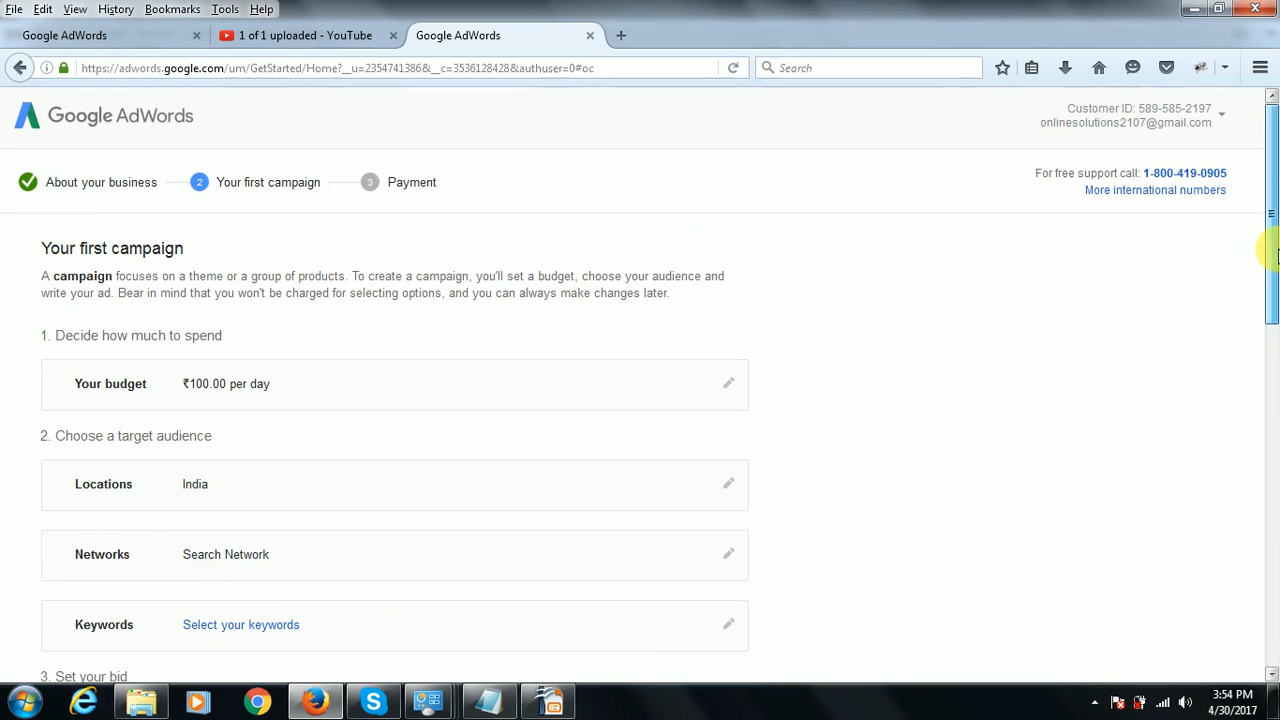 File Edit View History Bookmarks Tools Help
Google AdWords × 1 of 1 uploaded - YouTube × Google AdWords × +
https://adwords.google.com/um/GetStarted/Home?__u=2354741386&__c=3536128428&authuser=0#oc Search
Google AdWords
Customer ID: 589-585-2197
onlinesolutions2107@gmail.com
About your business 2 Your first campaign 3 Payment
For free support call: 1-800-419-0905
More international numbers
Your first campaign
A campaign focuses on a theme or a group of products. To create a campaign, you'll set a budget, choose your audience and
write your ad. Bear in mind that you won't be charged for selecting options, and you can always make changes later.
1. Decide how much to spend
Your budget ₹100.00 per day
2. Choose a target audience
Locations India
Networks Search Network
Keywords Select your keywords
3. Set your bid
3:54 PM
4/30/2017